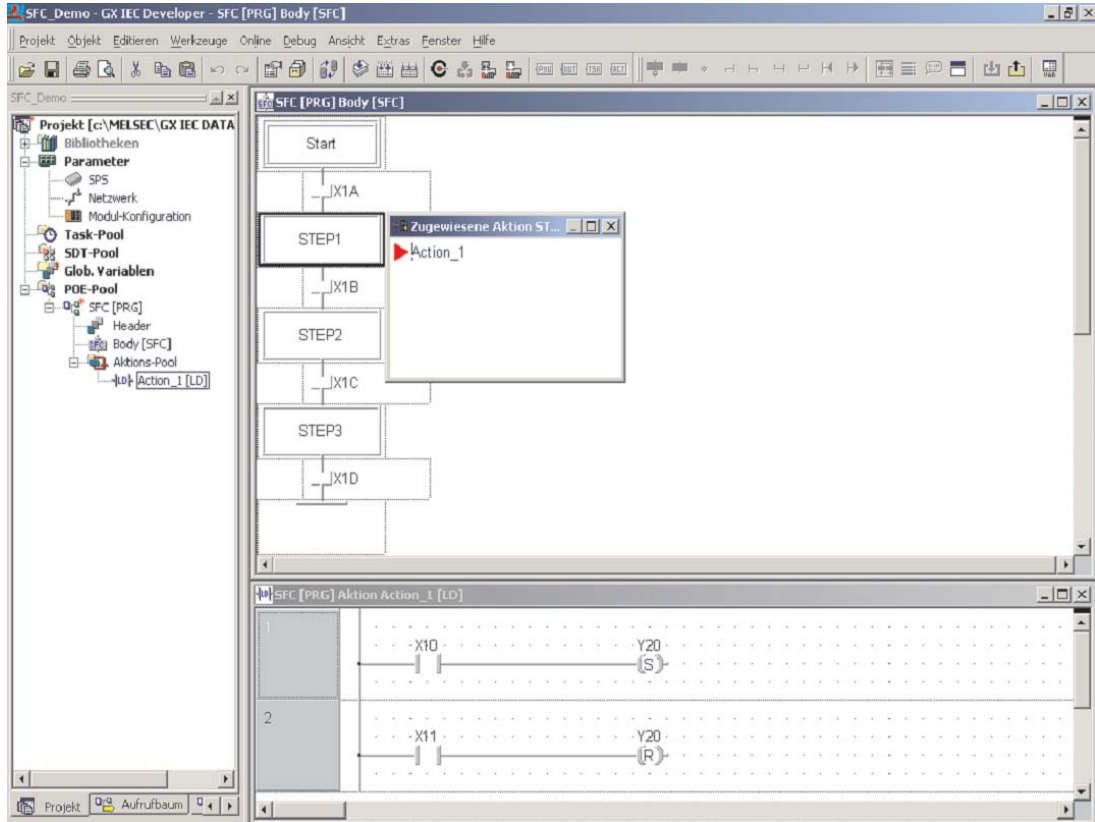 SFC_Demo - GX IEC Developer - SFC [PRG] Body [SFC]
Projekt Objekt Editieren Werkzeuge Online Debug Ansicht Extras Fenster Hilfe
SFC_Demo
Projekt [c:\MELSEC\GX IEC DATA
Bibliotheken
Parameter
SPS
Netzwerk
Modul-Konfiguration
Task-Pool
SDT-Pool
Glob. Variablen
POE-Pool
SFC [PRG]
Header
Body [SFC]
Aktions-Pool
Action_1 [LD]
Projekt Aufrufbaum
SFC [PRG] Body [SFC]
Start
X1A
STEP1
X1B
STEP2
X1C
STEP3
X1D
Zugewiesene Aktion ST...
Action_1
SFC [PRG] Aktion Action_1 [LD]
1
X10 Y20
S
2
X11 Y20
R